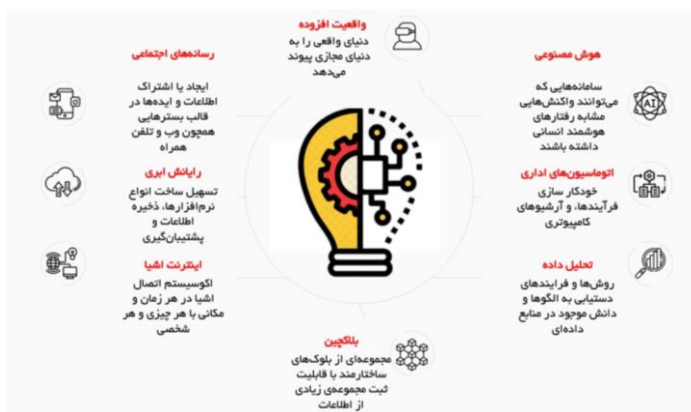 واقعیت افزوده
دنیای واقعی را به
دنیای مجازی پیوند
می‌دهد
هوش مصنوعی
سامانه‌هایی که
می‌توانند واکنش‌هایی
مشابه رفتارهای
هوشمند انسانی
داشته باشند
AI
اتوماسیون‌های اداری
خودکار سازی
فرآیندها، و آرشیوهای
کامپیوتری
تحلیل داده
روش‌ها و فرایندهای
دستیابی به الگوها و
دانش موجود در منابع
داده‌ای
رسانه‌های اجتماعی
ایجاد یا اشتراک
اطلاعات و ایده‌ها در
قالب بسترهایی
همچون وب و تلفن
همراه
رایانش ابری
تسهیل ساخت انواع
نرم‌افزارها، ذخیره
اطلاعات و
پشتیبان‌گیری
اینترنت اشیا
اکوسیستم اتصال
اشیا در هر زمان و
مکانی با هر چیزی و هر
شخصی
بلاکچین
مجموعه‌ای از بلوک‌های
ساختارمند با قابلیت
ثبت مجموعه‌ی زیادی
از اطلاعات